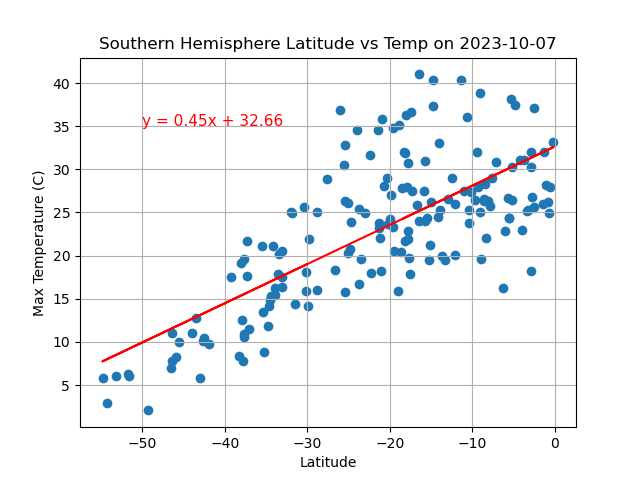 Southern Hemisphere Latitude vs Temp on 2023-10-07
y = 0.45x + 32.66
Max Temperature (C)
40
35
30
25
20
15
10
5
−50 −40 −30 −20 −10 0
Latitude